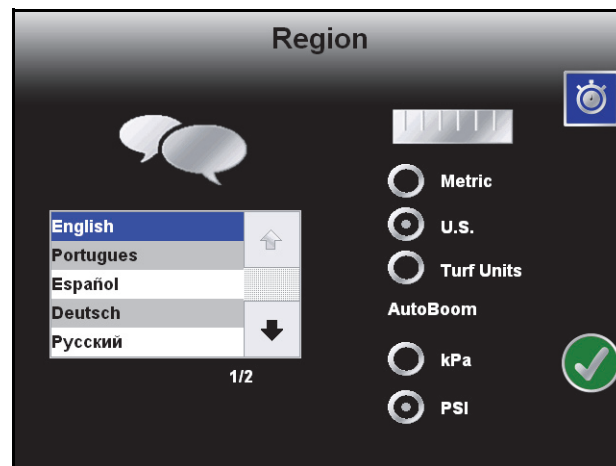 Region
English
Portugues
Español
Deutsch
Русский
1/2
Metric
U.S.
Turf Units
AutoBoom
kPa
PSI